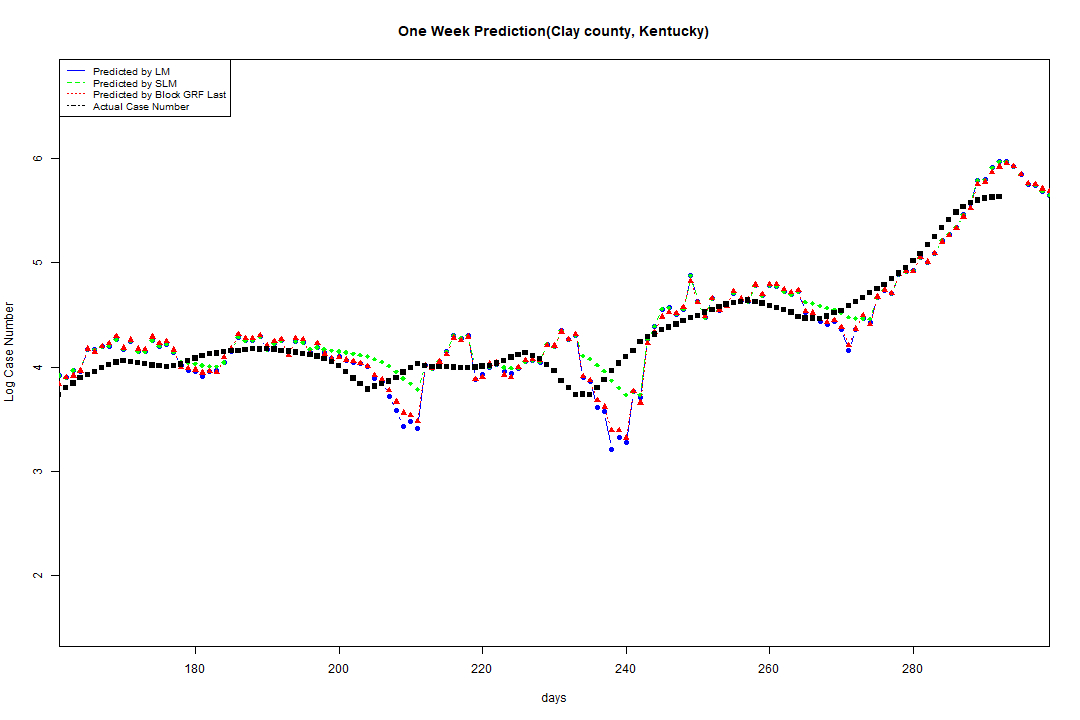 One Week Prediction(Clay county, Kentucky)
Predicted by LM
Predicted by SLM
Predicted by Block GRF Last
Actual Case Number
6
5
4
3
2
Log Case Number
180 200 220 240 260 280
days